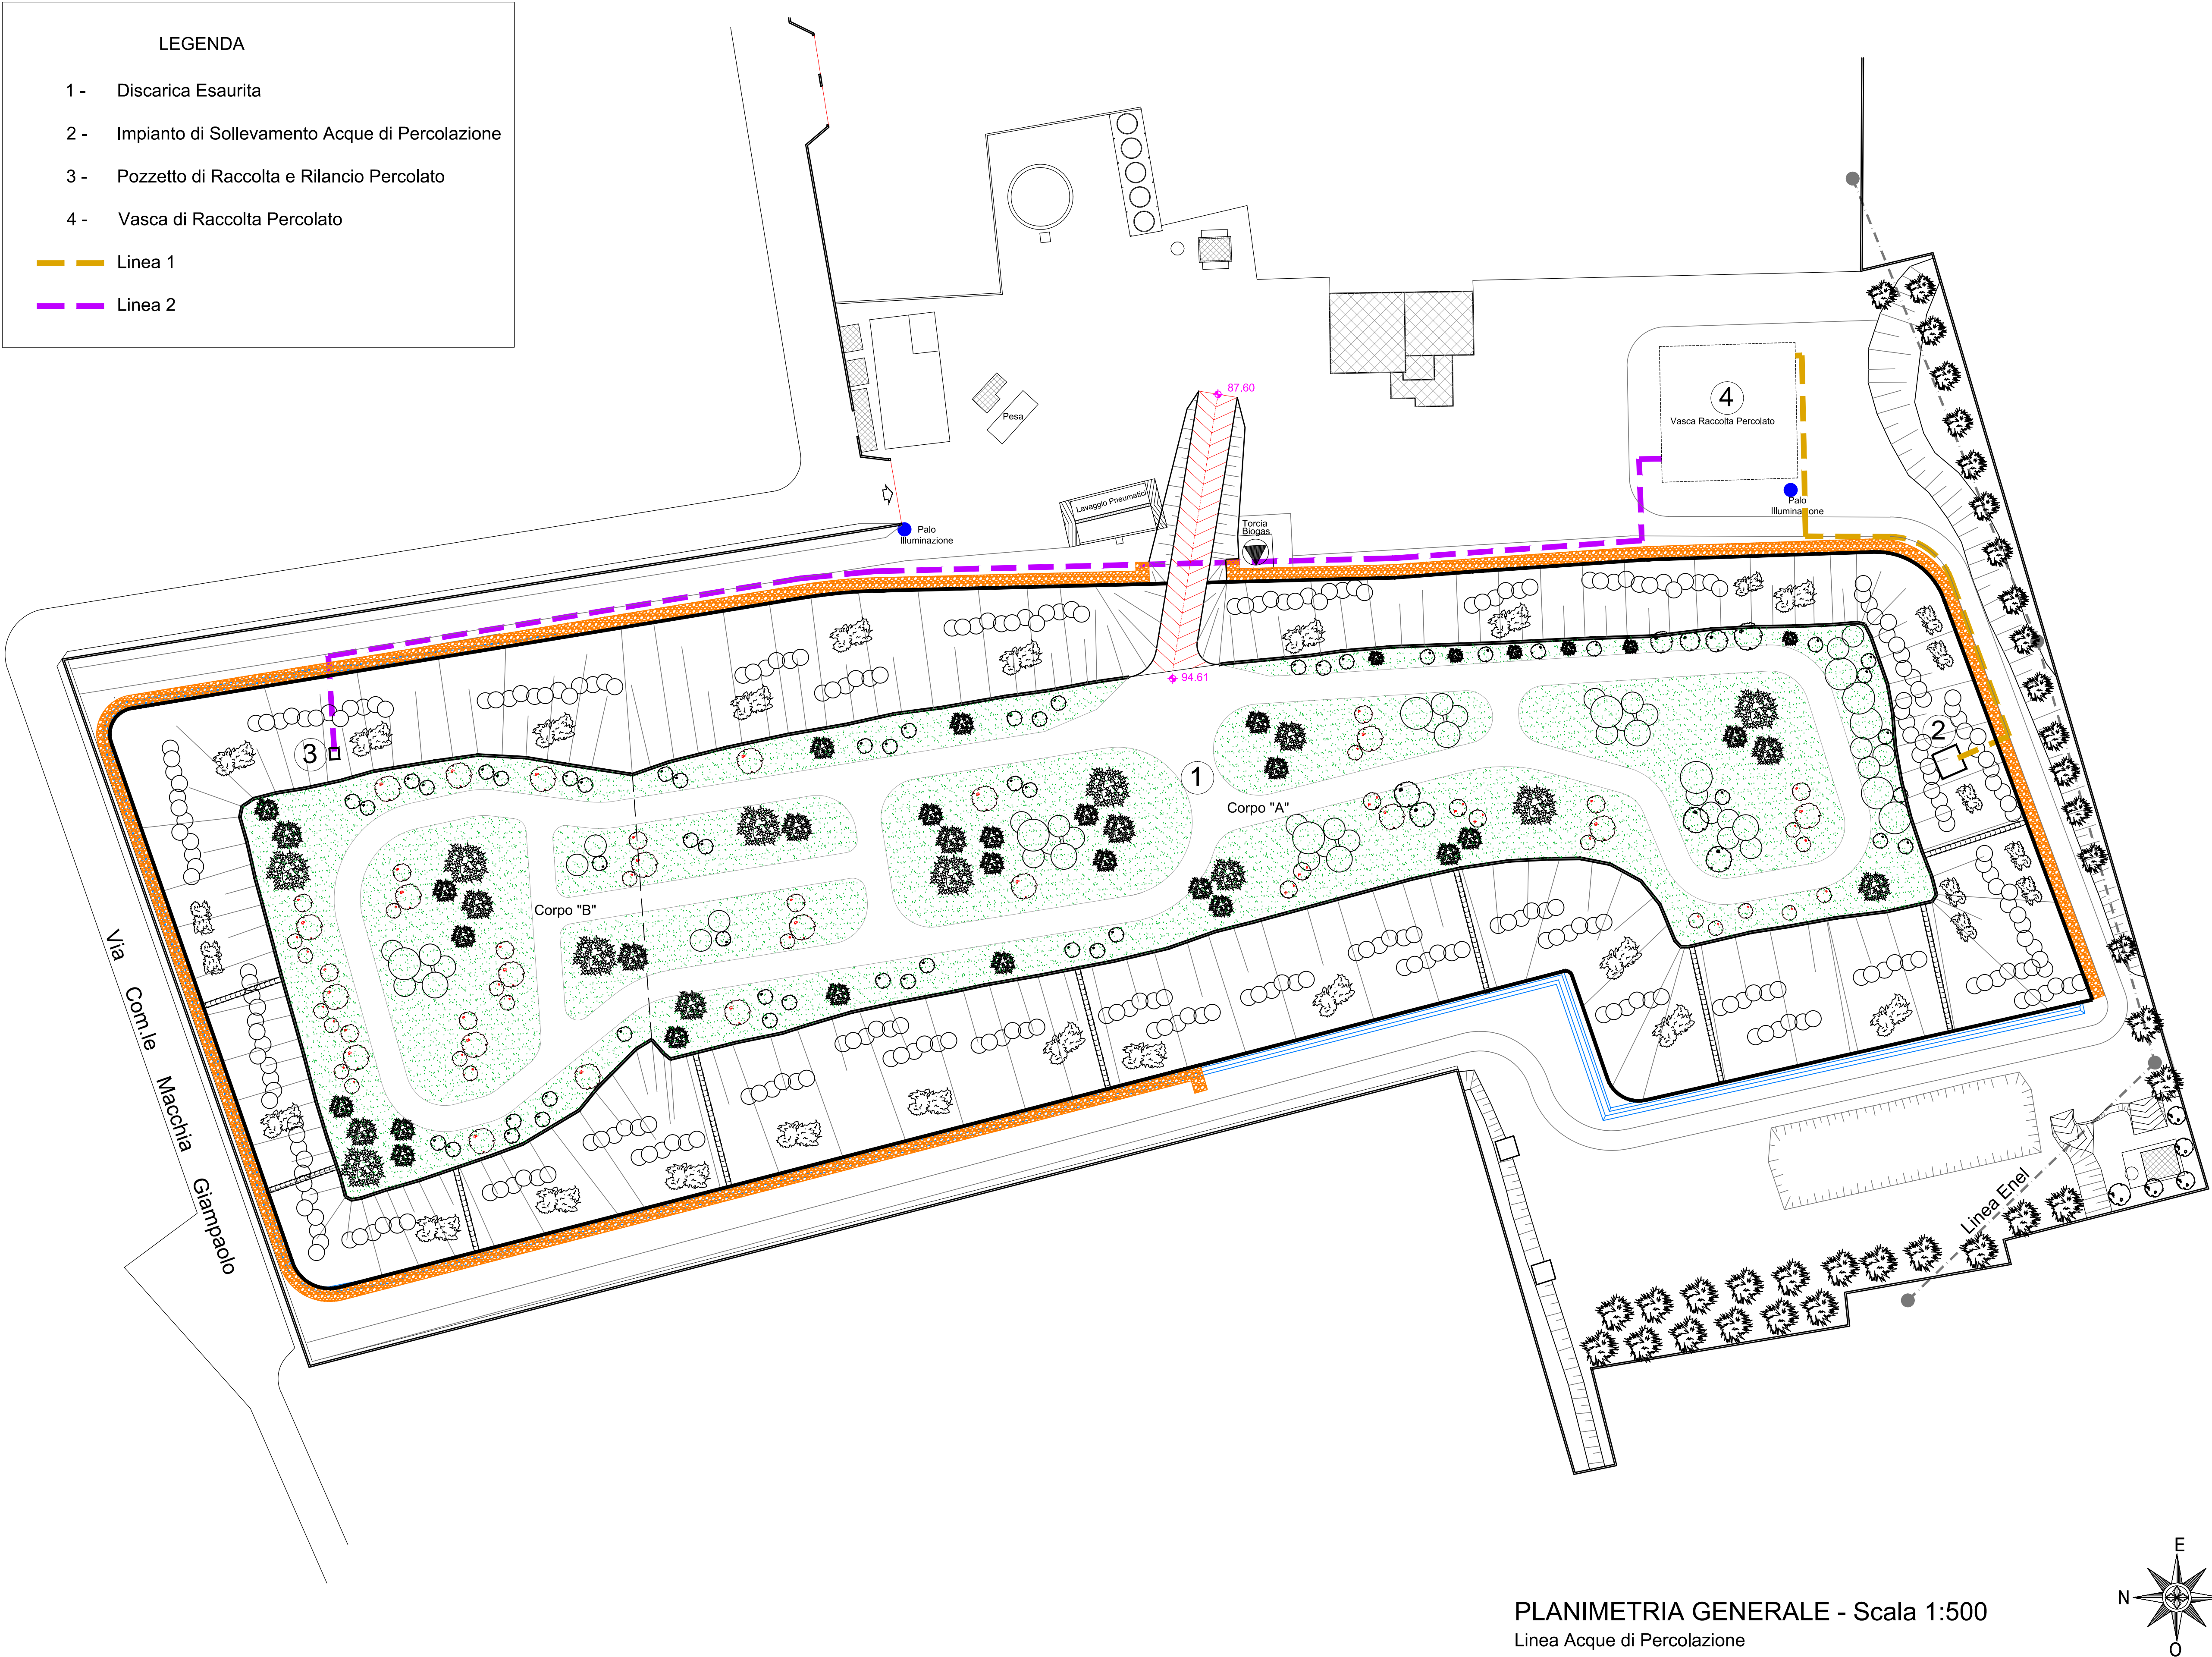 LEGENDA
1 - Discarica Esaurita
2 - Impianto di Sollevamento Acque di Percolazione
3 - Pozzetto di Raccolta e Rilancio Percolato
4 - Vasca di Raccolta Percolato
Linea 1
Linea 2
87.60
Pesa
4
Vasca Raccolta Percolato
Lavaggio Pneumatici
Palo
Illuminazione
Torcia
Biogas
Palo
Illuminazione
94.61
3
2
1
Corpo "A"
Corpo "B"
Via Com.le Macchia Giampaolo
Linea Enel
PLANIMETRIA GENERALE - Scala 1:500
Linea Acque di Percolazione
E
N
O